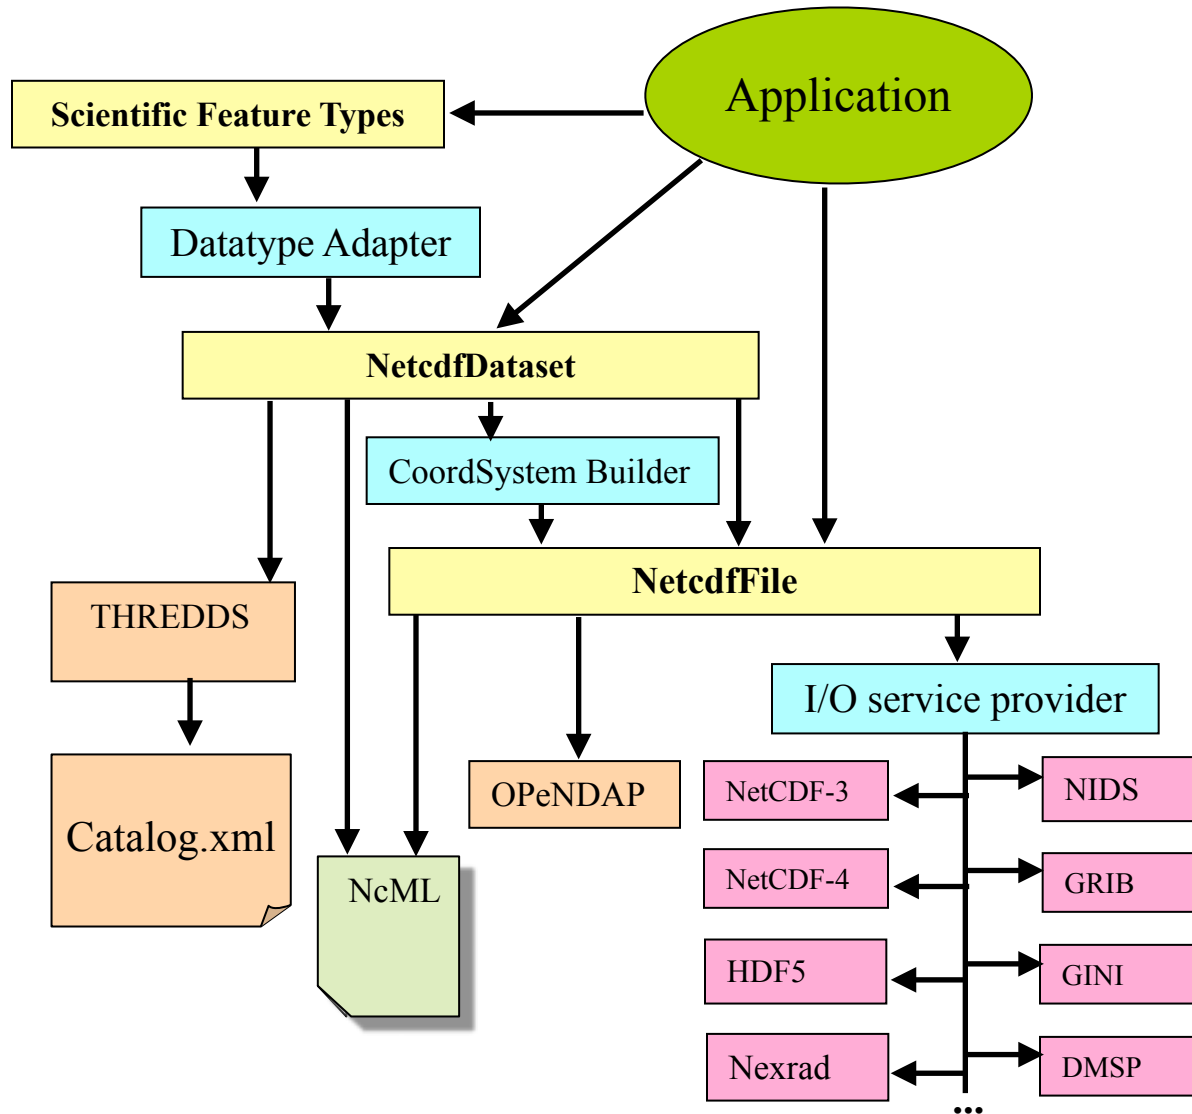 Application
Scientific Feature Types
Datatype Adapter
NetcdfDataset
CoordSystem Builder
NetcdfFile
THREDDS
I/O service provider
Catalog.xml
OPeNDAP
NcML
NetCDF-3
NIDS
NetCDF-4
GRIB
HDF5
GINI
Nexrad
DMSP
...